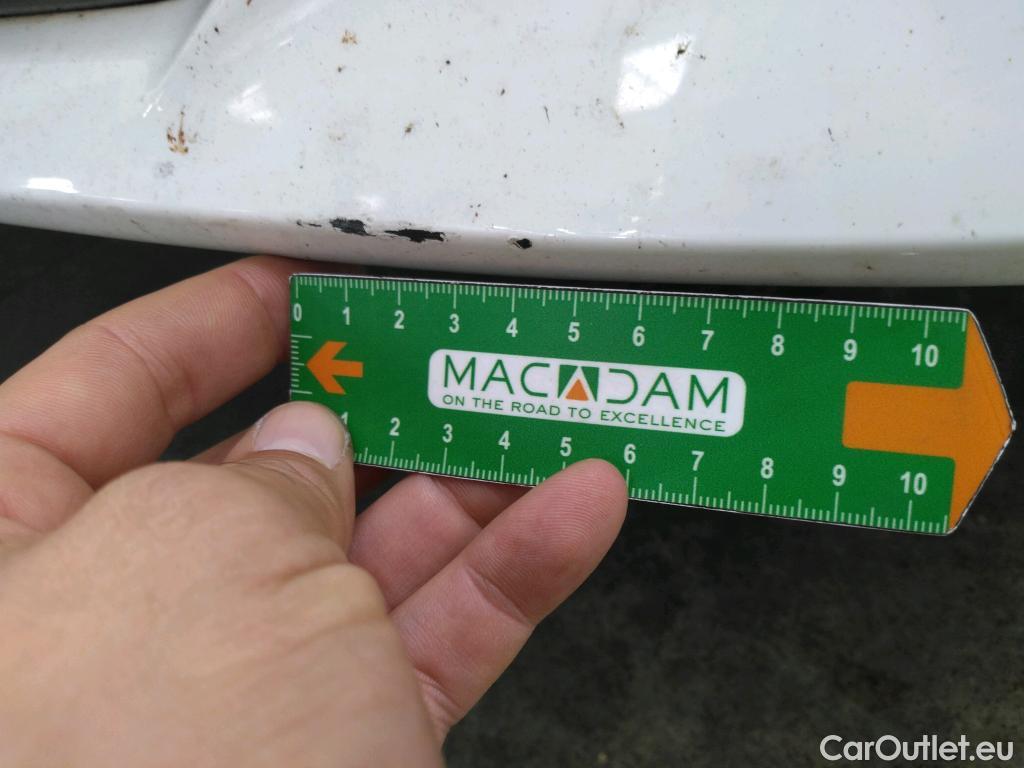 0 1 2 3 4 5 6 7 8 9 10
MACADAM
ON THE ROAD TO EXCELLENCE
1 2 3 4 5 6 7 8 9 10
CarOutlet.eu